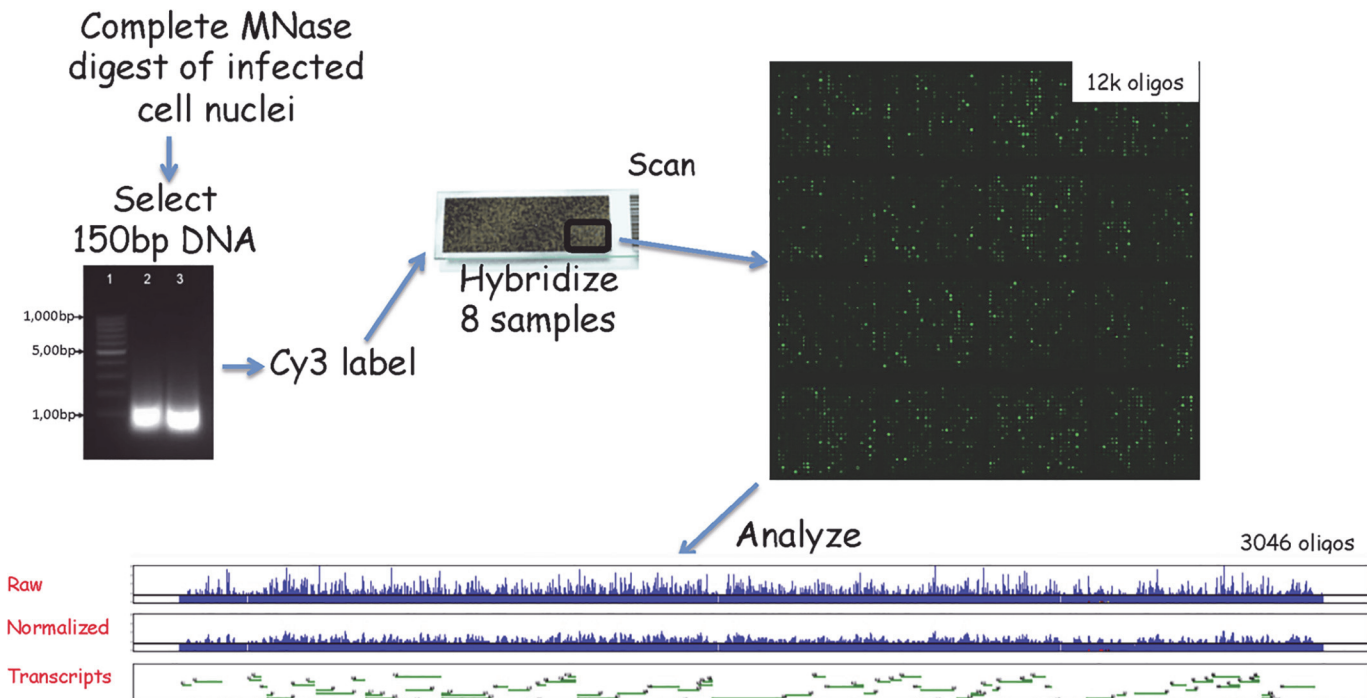 Complete MNase
digest of infected
cell nuclei
Select
150bp DNA
1 2 3
1,000bp
5,00bp
1,00bp
Cy3 label
Hybridize
8 samples
Scan
12k oligos
Analyze
3046 oligos
Raw
Normalized
Transcripts